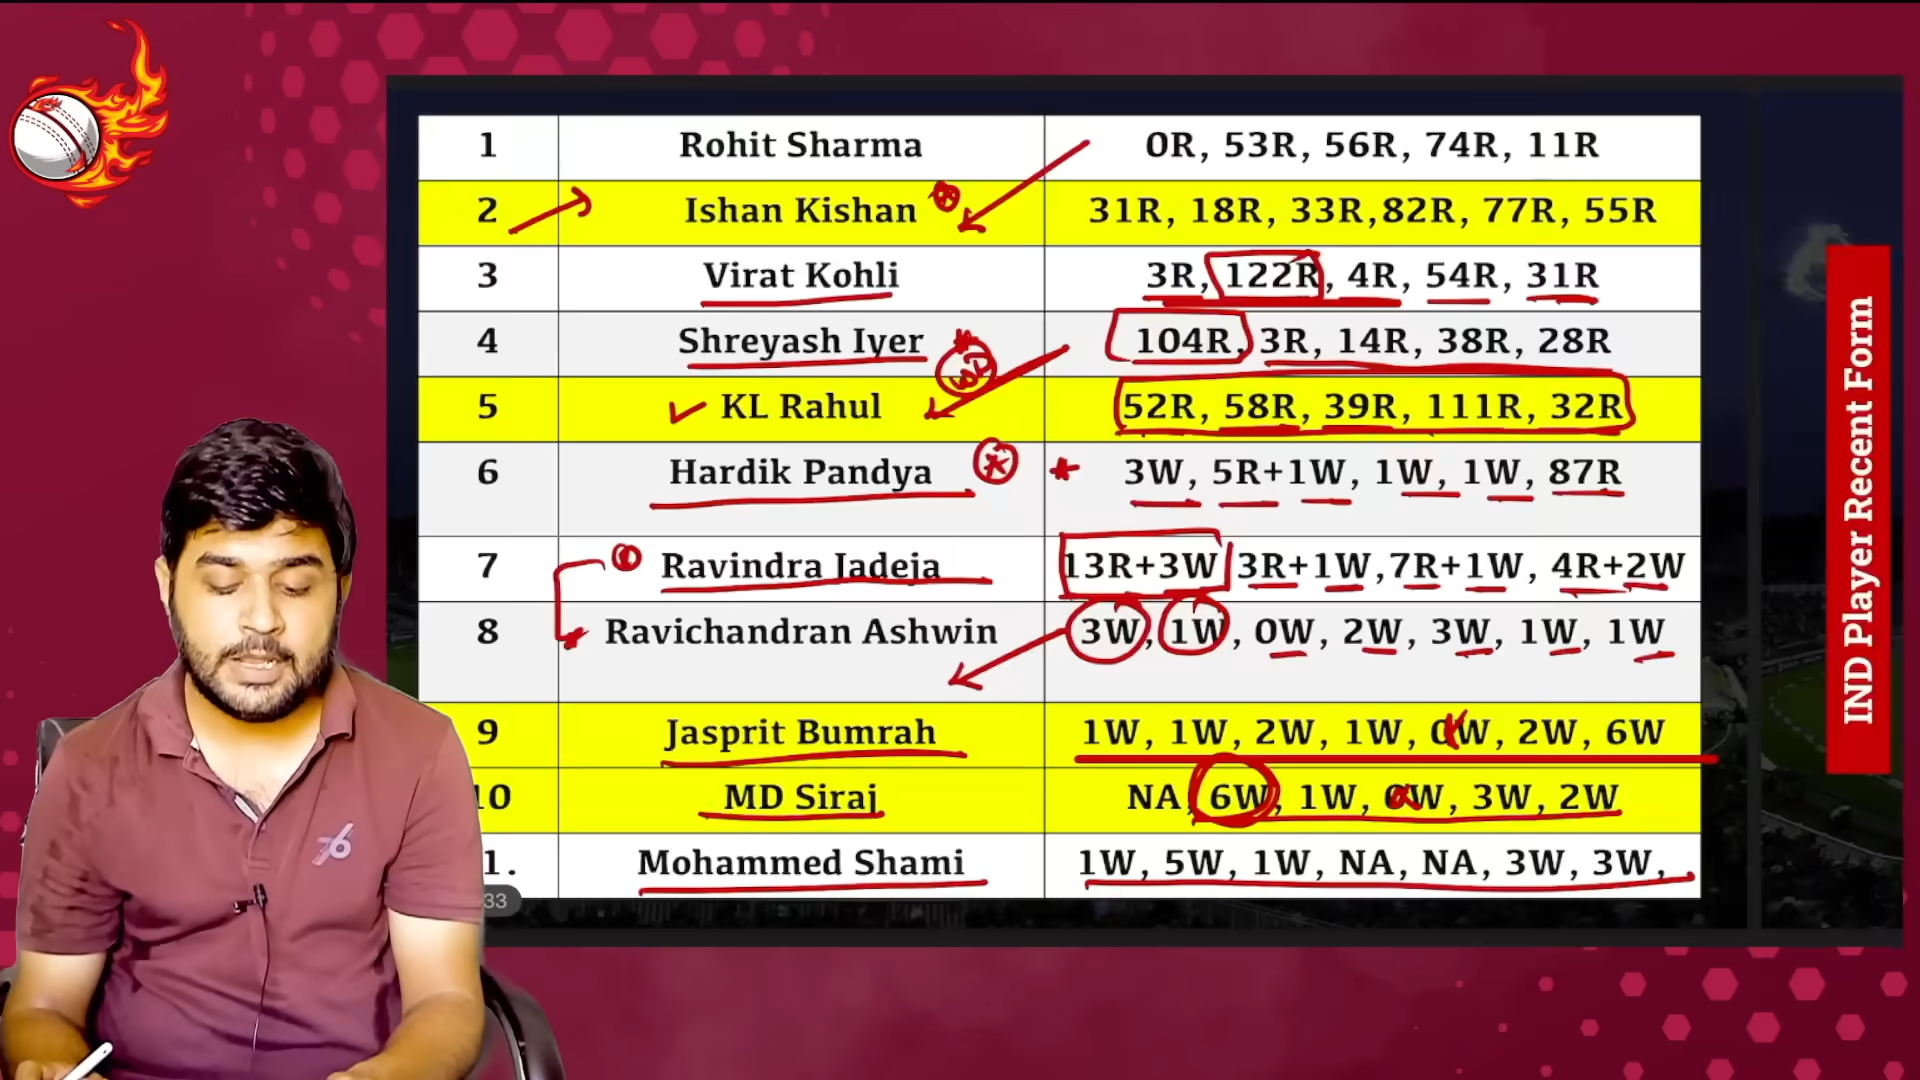 1 Rohit Sharma 0R, 53R, 56R, 74R, 11R
2 Ishan Kishan 31R, 18R, 33R,82R, 77R, 55R
3 Virat Kohli 3R, 122R, 4R, 54R, 31R
4 Shreyash Iyer 104R, 3R, 14R, 38R, 28R
5 KL Rahul 52R, 58R, 39R, 111R, 32R
6 Hardik Pandya 3W, 5R+1W, 1W, 1W, 87R
7 Ravindra Jadeja 13R+3W 3R+1W,7R+1W, 4R+2W
8 Ravichandran Ashwin 3W, 1W, 0W, 2W, 3W, 1W, 1W
9 Jasprit Bumrah 1W, 1W, 2W, 1W, 0W, 2W, 6W
10 MD Siraj NA, 6W, 1W, 0W, 3W, 2W
1. Mohammed Shami 1W, 5W, 1W, NA, NA, 3W, 3W,
33
IND Player Recent Form